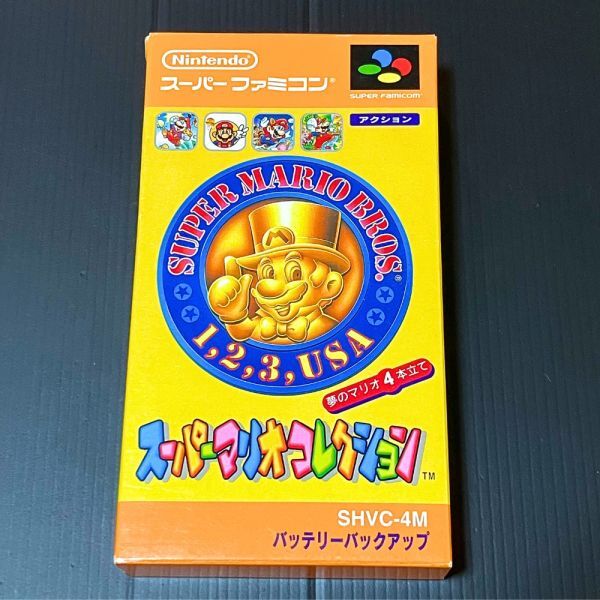 Nintendo
スーパーファミコン®
SUPER FAMICOM™
アクション
SUPER MARIO BROS.®
1, 2, 3, USA
夢のマリオ4本立て
スーパーマリオコレクション™
SHVC-4M
バッテリーバックアップ